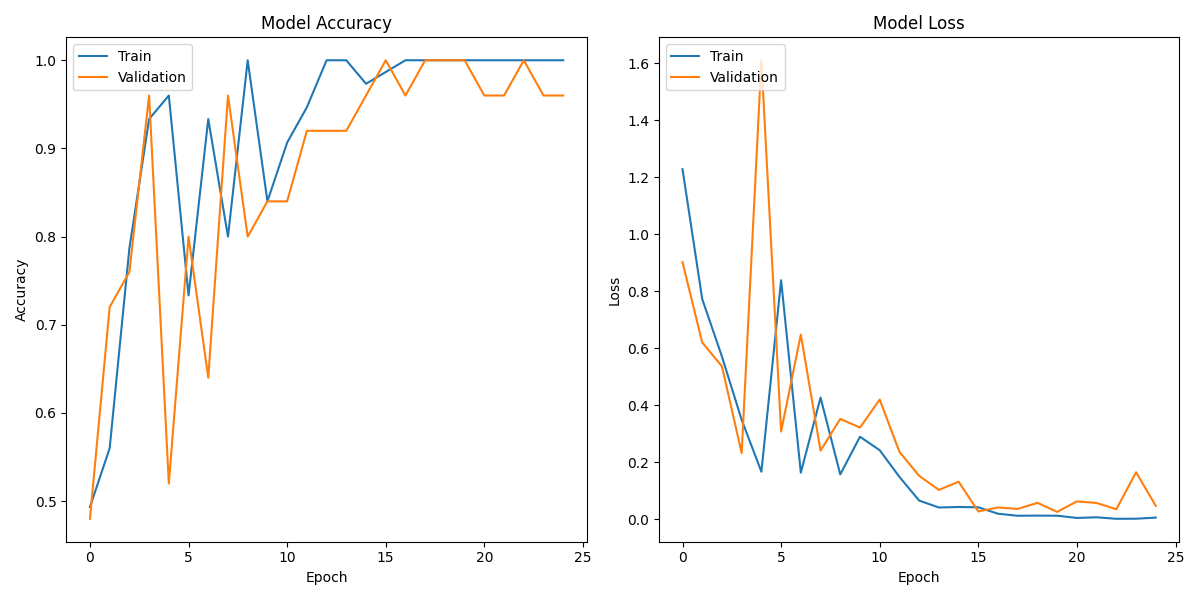 Model Accuracy
Train
Validation
1.0
0.9
0.8
0.7
0.6
0.5
Accuracy
0 5 10 15 20 25
Epoch
Model Loss
Train
Validation
1.6
1.4
1.2
1.0
0.8
0.6
0.4
0.2
0.0
Loss
0 5 10 15 20 25
Epoch